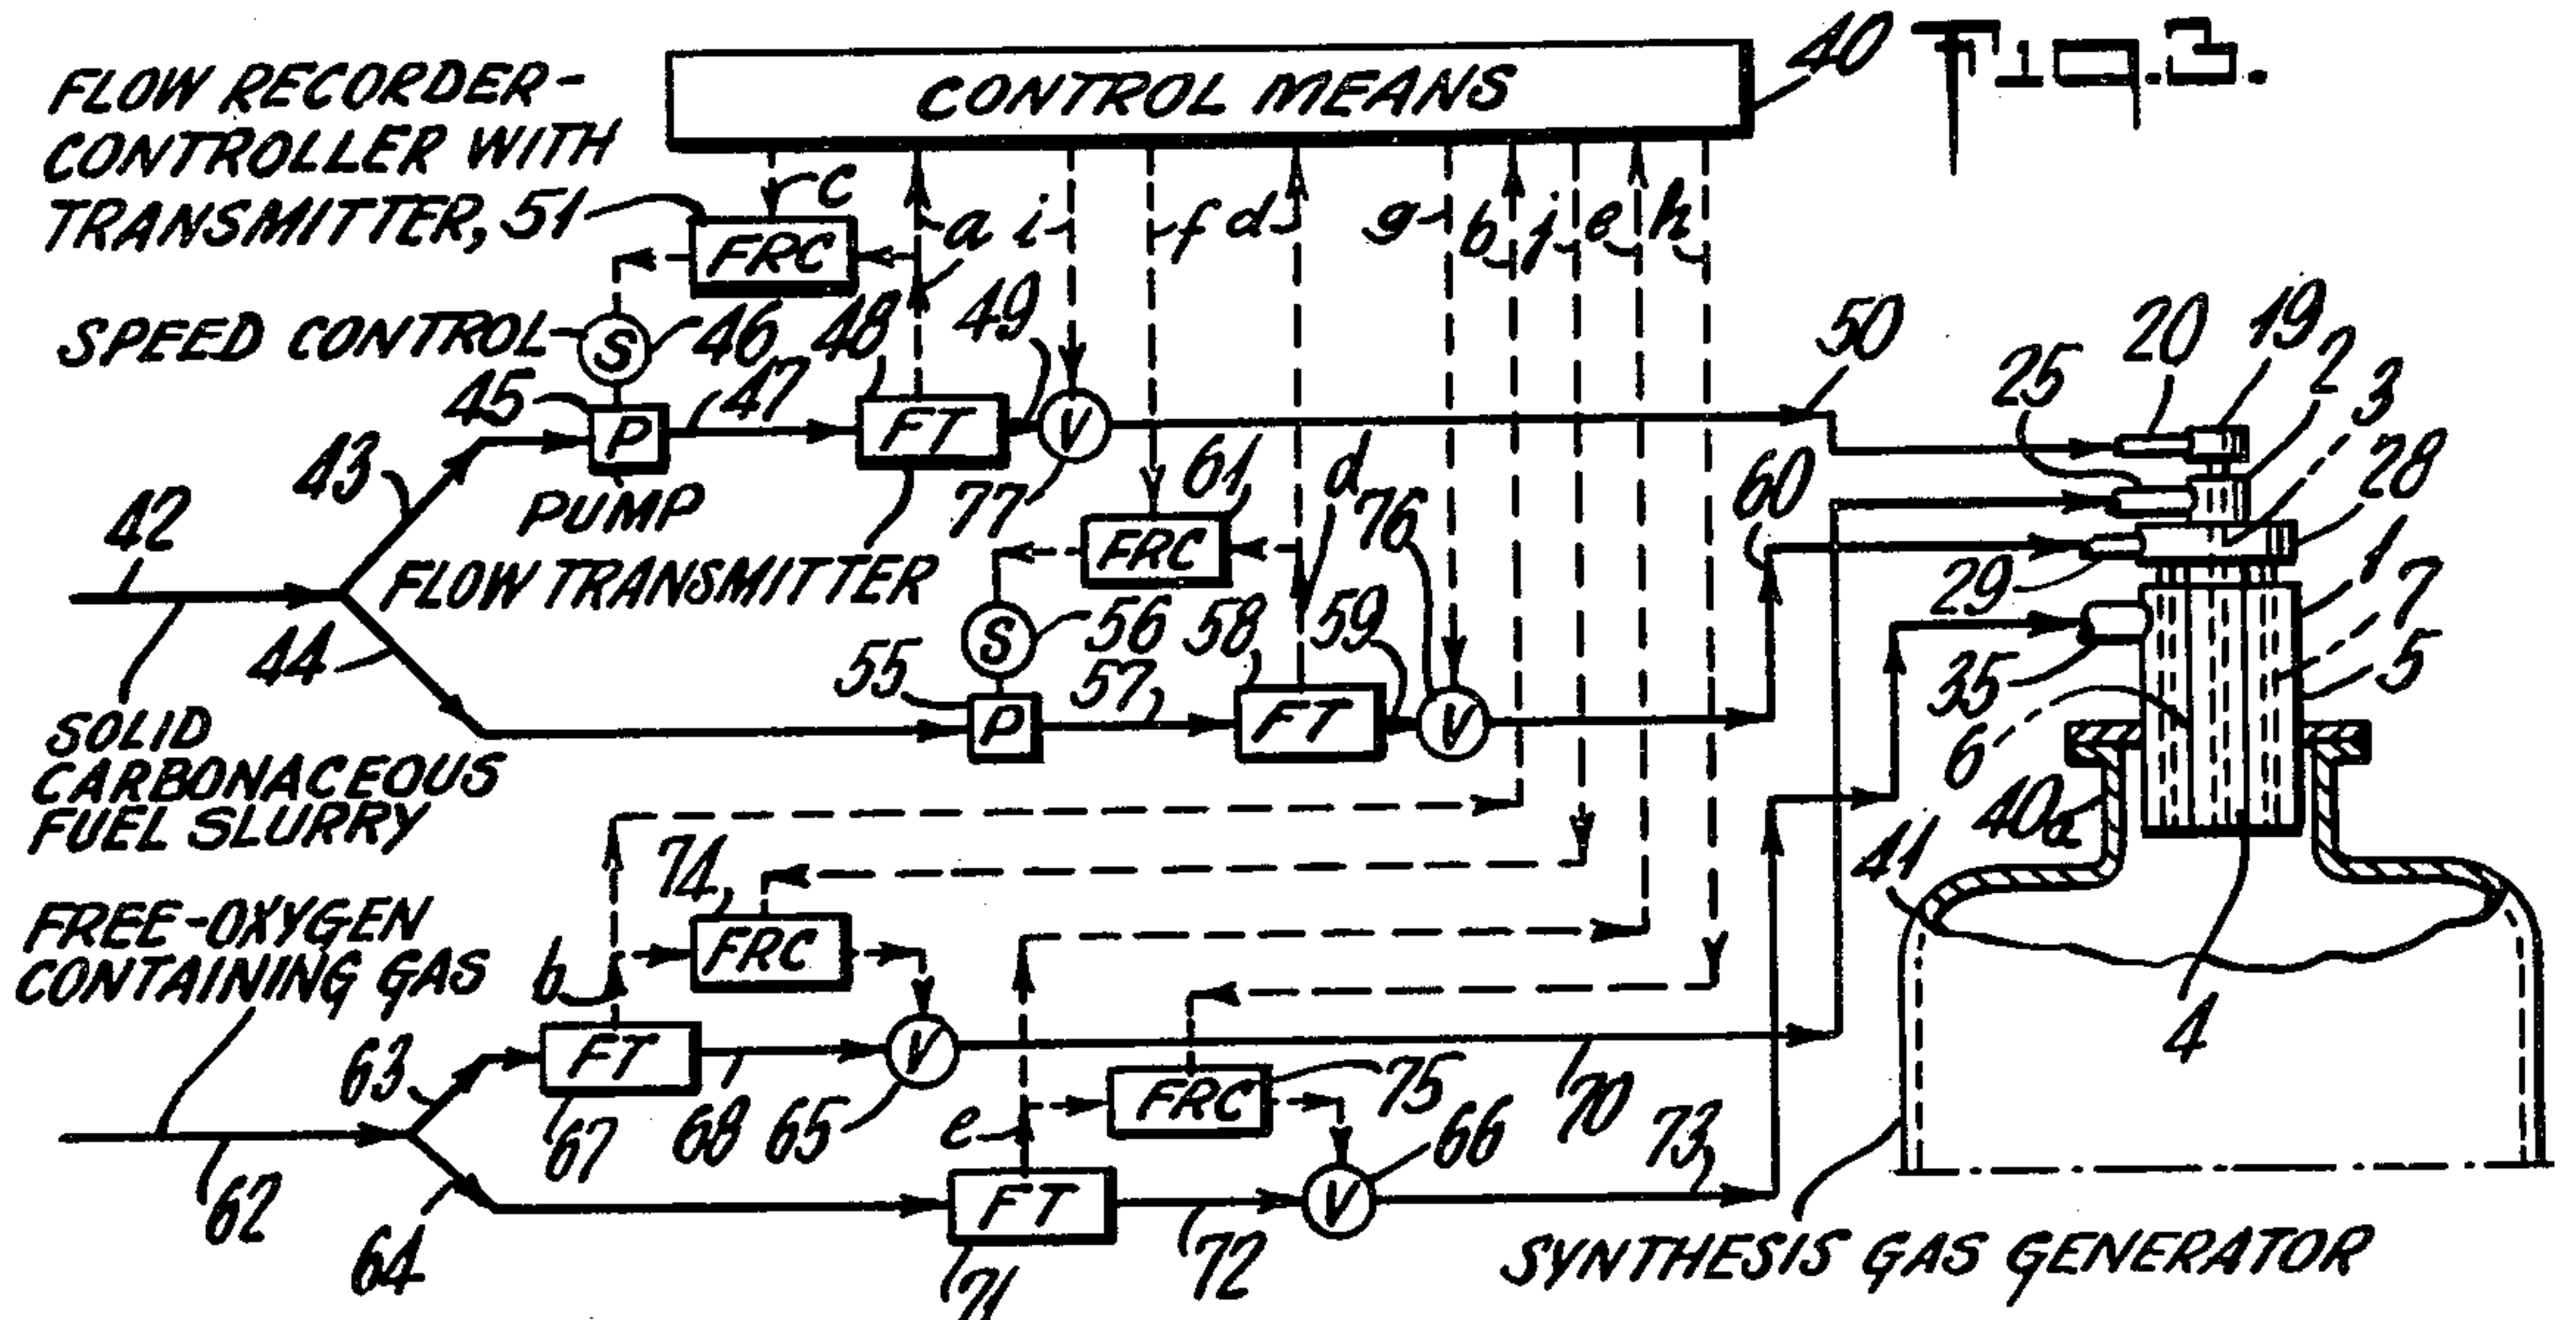 Fig.3.
CONTROL MEANS
40
FLOW RECORDER-
CONTROLLER WITH
TRANSMITTER, 51
FRC
c
a
i
f
d
g
b
j
e
h
a
SPEED CONTROL
S
46
48
49
50
45
P
47
FT
V
77
PUMP
FLOW TRANSMITTER
43
42
44
SOLID
CARBONACEOUS
FUEL SLURRY
61
FRC
d
76
60
S
56
58
59
55
P
57
FT
V
25
20
19
2
3
28
1
7
5
29
35
6
40a
41
4
FREE-OXYGEN
CONTAINING GAS
74
FRC
b
63
FT
67
68
V
65
70
62
64
e
FRC
75
66
73
FT
71
72
V
SYNTHESIS GAS GENERATOR